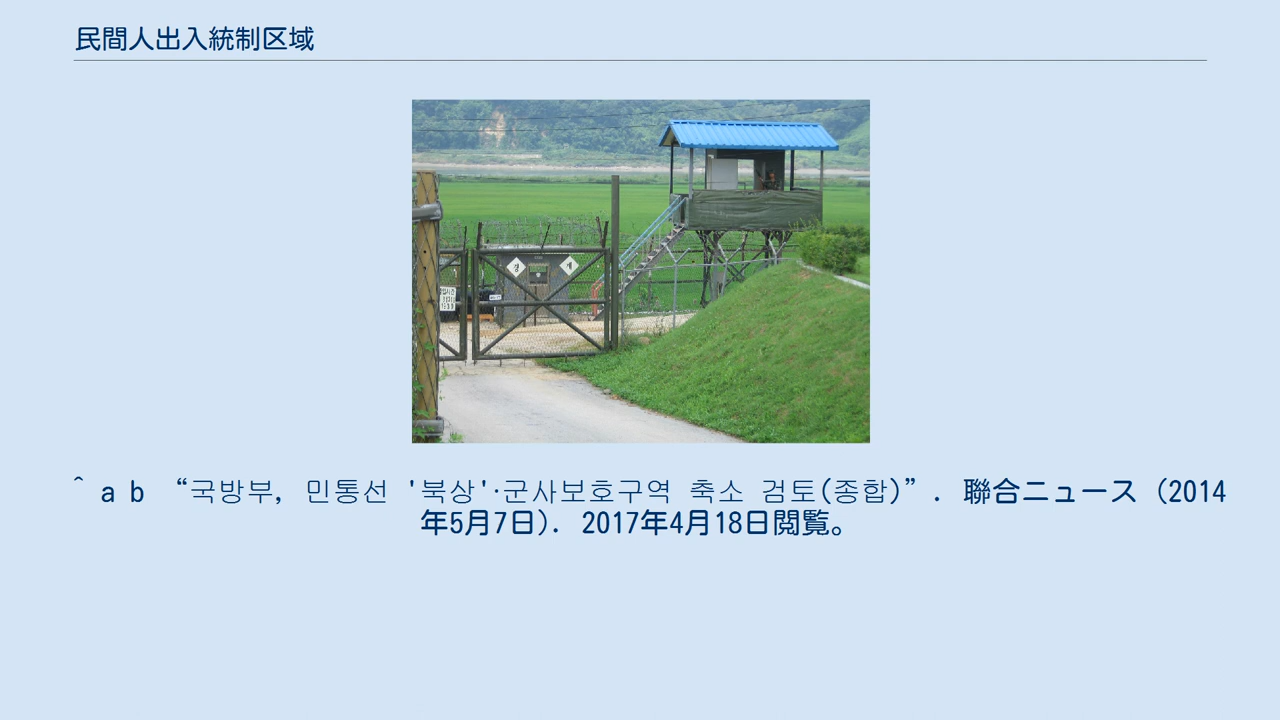 民間人出入統制区域
경 계
^ a b “국방부, 민통선 '북상'·군사보호구역 축소 검토(종합)”. 聯合ニュース (2014
年5月7日). 2017年4月18日閲覧。